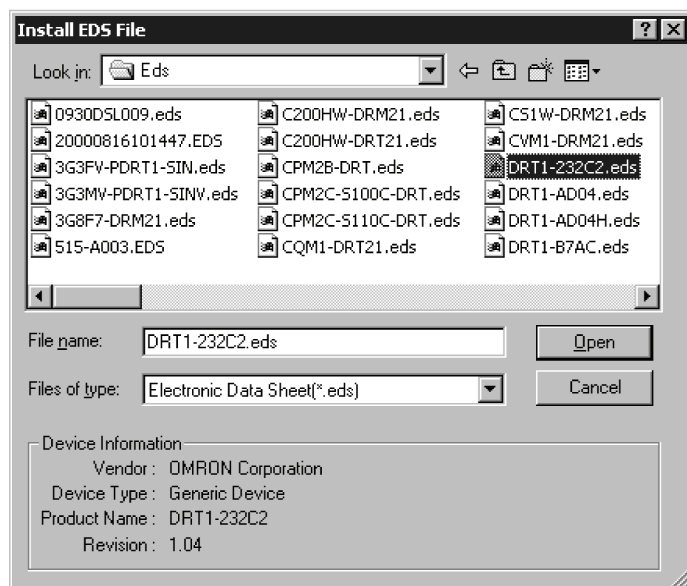 Install EDS File
Look in: Eds
0930DSL009.eds
20000816101447.EDS
3G3FV-PDRT1-SIN.eds
3G3MV-PDRT1-SINV.eds
3G8F7-DRM21.eds
515-A003.EDS
C200HW-DRM21.eds
C200HW-DRT21.eds
CPM2B-DRT.eds
CPM2C-S100C-DRT.eds
CPM2C-S110C-DRT.eds
CQM1-DRT21.eds
CS1W-DRM21.eds
CVM1-DRM21.eds
DRT1-232C2.eds
DRT1-AD04.eds
DRT1-AD04H.eds
DRT1-B7AC.eds
File name: DRT1-232C2.eds Open
Files of type: Electronic Data Sheet(*.eds) Cancel
Device Information
Vendor : OMRON Corporation
Device Type : Generic Device
Product Name : DRT1-232C2
Revision : 1.04